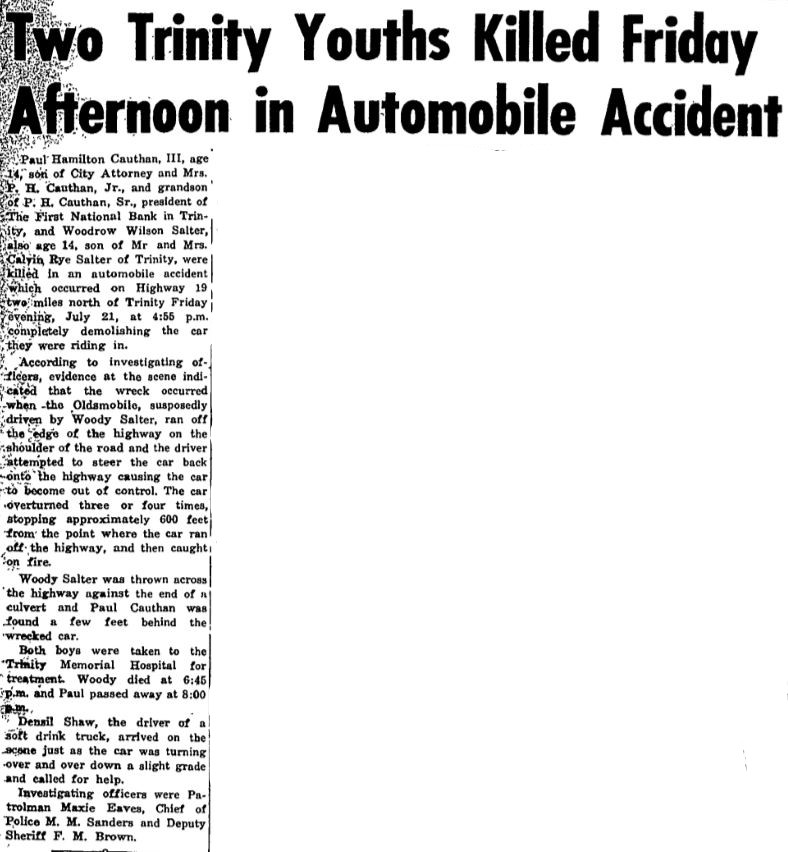 Two Trinity Youths Killed Friday
Afternoon in Automobile Accident
Paul Hamilton Cauthan, III, age
14, son of City Attorney and Mrs.
P. H. Cauthan, Jr., and grandson
of P. H. Cauthan, Sr., president of
The First National Bank in Trin-
ity, and Woodrow Wilson Salter,
also age 14, son of Mr and Mrs.
Calvin Rye Salter of Trinity, were
killed in an automobile accident
which occurred on Highway 19
two miles north of Trinity Friday
evening, July 21, at 4:55 p.m.
completely demolishing the car
they were riding in.
According to investigating of-
ficers, evidence at the scene indi-
cated that the wreck occurred
when the Oldsmobile, susposedly
driven by Woody Salter, ran off
the edge of the highway on the
shoulder of the road and the driver
attempted to steer the car back
onto the highway causing the car
to become out of control. The car
overturned three or four times,
stopping approximately 600 feet
from the point where the car ran
off the highway, and then caught
on fire.
Woody Salter was thrown across
the highway against the end of a
culvert and Paul Cauthan was
found a few feet behind the
wrecked car.
Both boys were taken to the
Trinity Memorial Hospital for
treatment. Woody died at 6:45
p.m. and Paul passed away at 8:00
p.m.
Densil Shaw, the driver of a
soft drink truck, arrived on the
scene just as the car was turning
over and over down a slight grade
and called for help.
Investigating officers were Pa-
trolman Maxie Eaves, Chief of
Police M. M. Sanders and Deputy
Sheriff F. M. Brown.